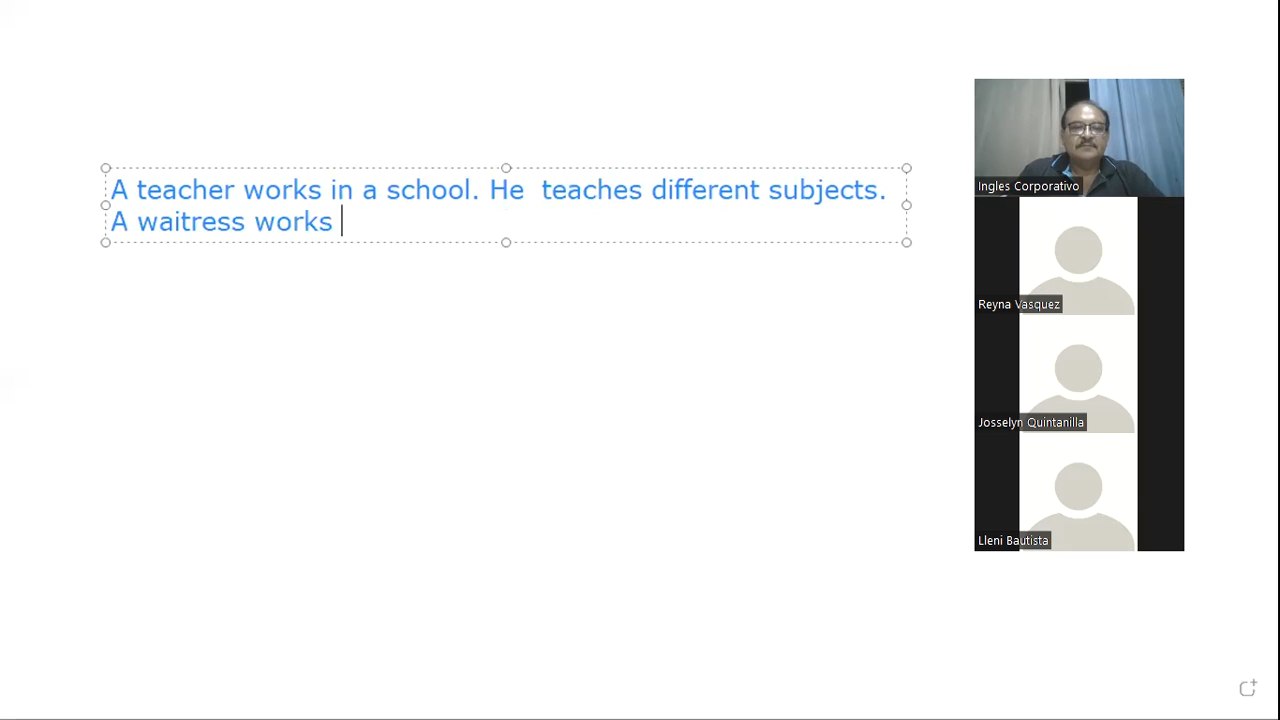 A teacher works in a school. He  teaches different subjects.
A waitress works
Ingles Corporativo
Reyna Vasquez
Josselyn Quintanilla
Lleni Bautista